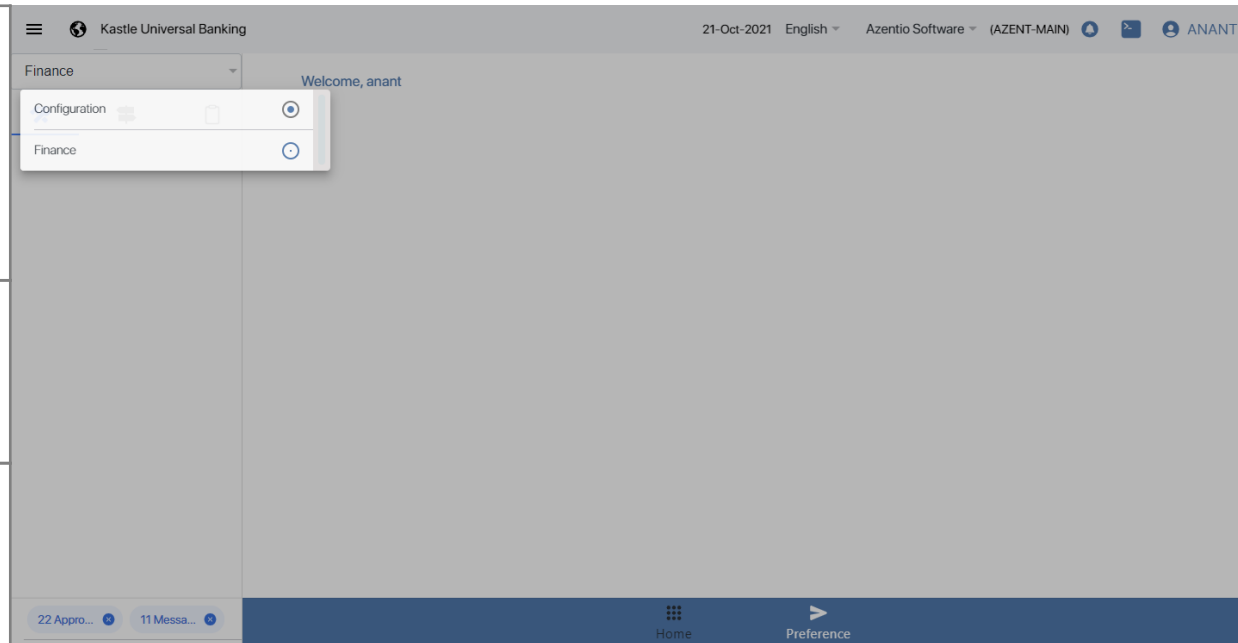 Kastle Universal Banking 21-Oct-2021 English Azentio Software (AZENT-MAIN) ANANT
Finance
Welcome, anant
Configuration
Finance
22 Appro... 11 Messa...
Home Preference